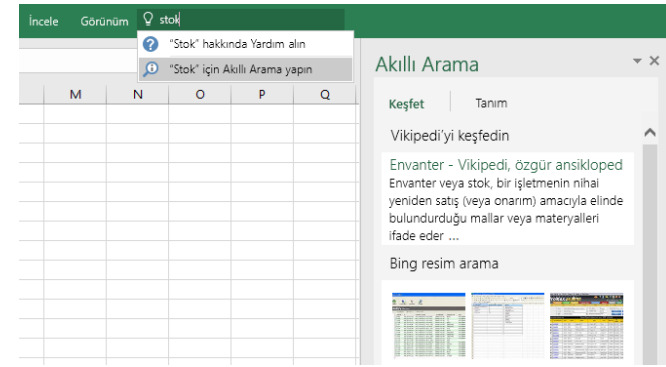 İncele Görünüm stok
"Stok" hakkında Yardım alın
"Stok" için Akıllı Arama yapın
M N O P Q
Akıllı Arama
Keşfet Tanım
Vikipedi'yi keşfedin
Envanter - Vikipedi, özgür ansikloped
Envanter veya stok, bir işletmenin nihai
yeniden satış (veya onarım) amacıyla elinde
bulundurduğu mallar veya materyalleri
ifade eder ...
Bing resim arama